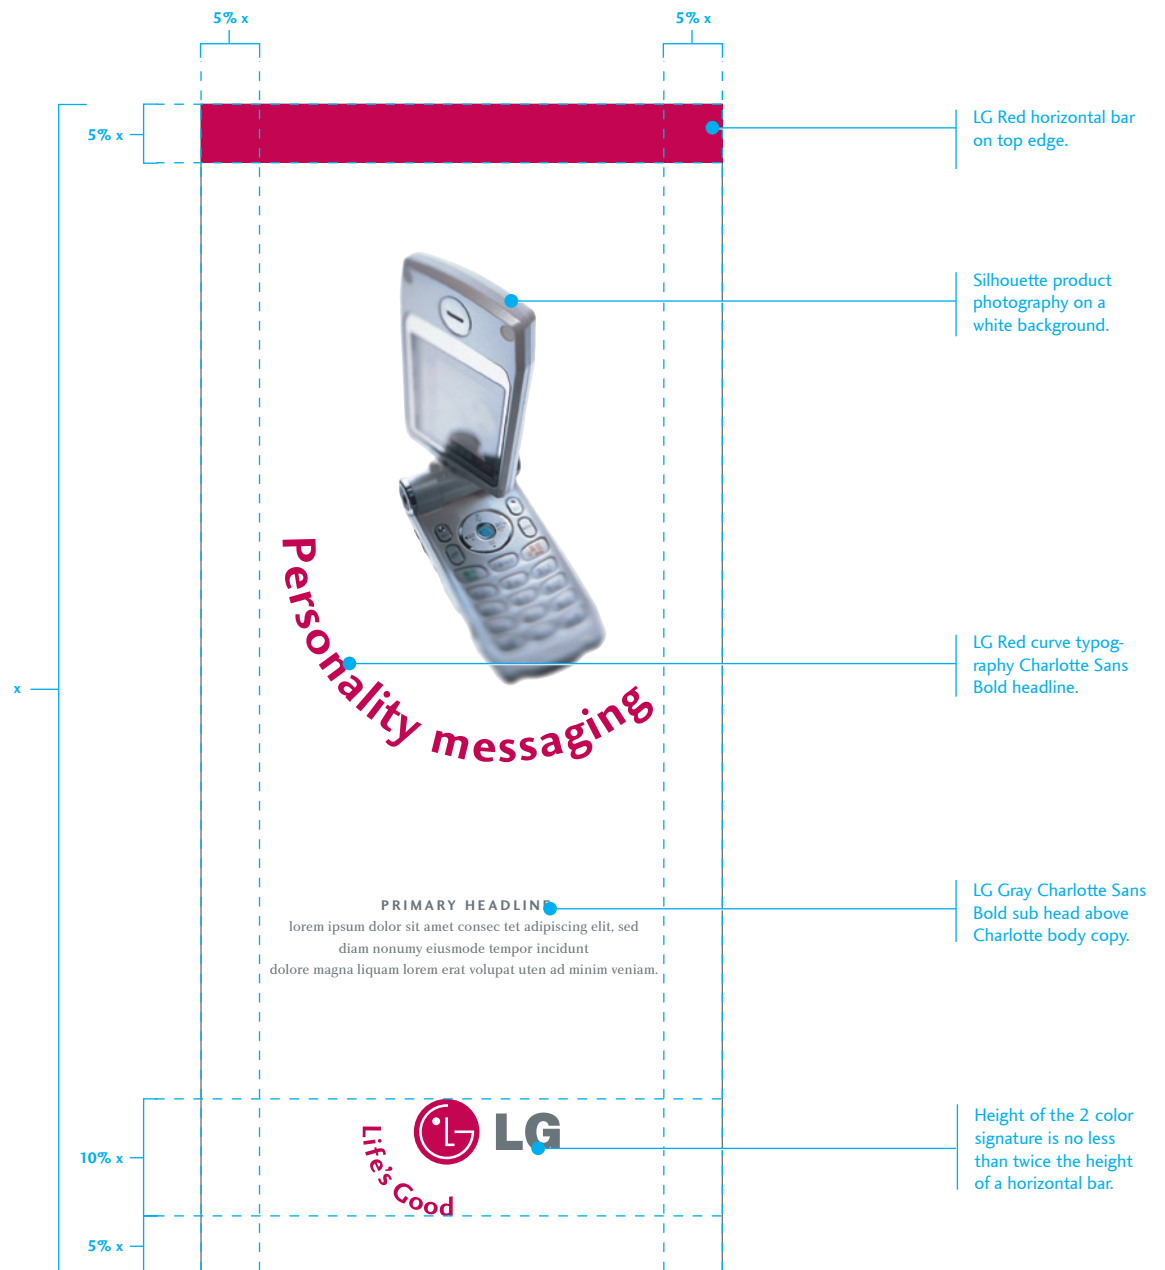 5% x
5% x
5% x
LG Red horizontal bar
on top edge.
Silhouette product
photography on a
white background.
Personality messaging
LG Red curve typog-
raphy Charlotte Sans
Bold headline.
x
PRIMARY HEADLINE
lorem ipsum dolor sit amet consec tet adipiscing elit, sed
diam nonumy eiusmode tempor incidunt
dolore magna liquam lorem erat volupat uten ad minim veniam.
LG Gray Charlotte Sans
Bold sub head above
Charlotte body copy.
10% x
LG
Life's Good
Height of the 2 color
signature is no less
than twice the height
of a horizontal bar.
5% x